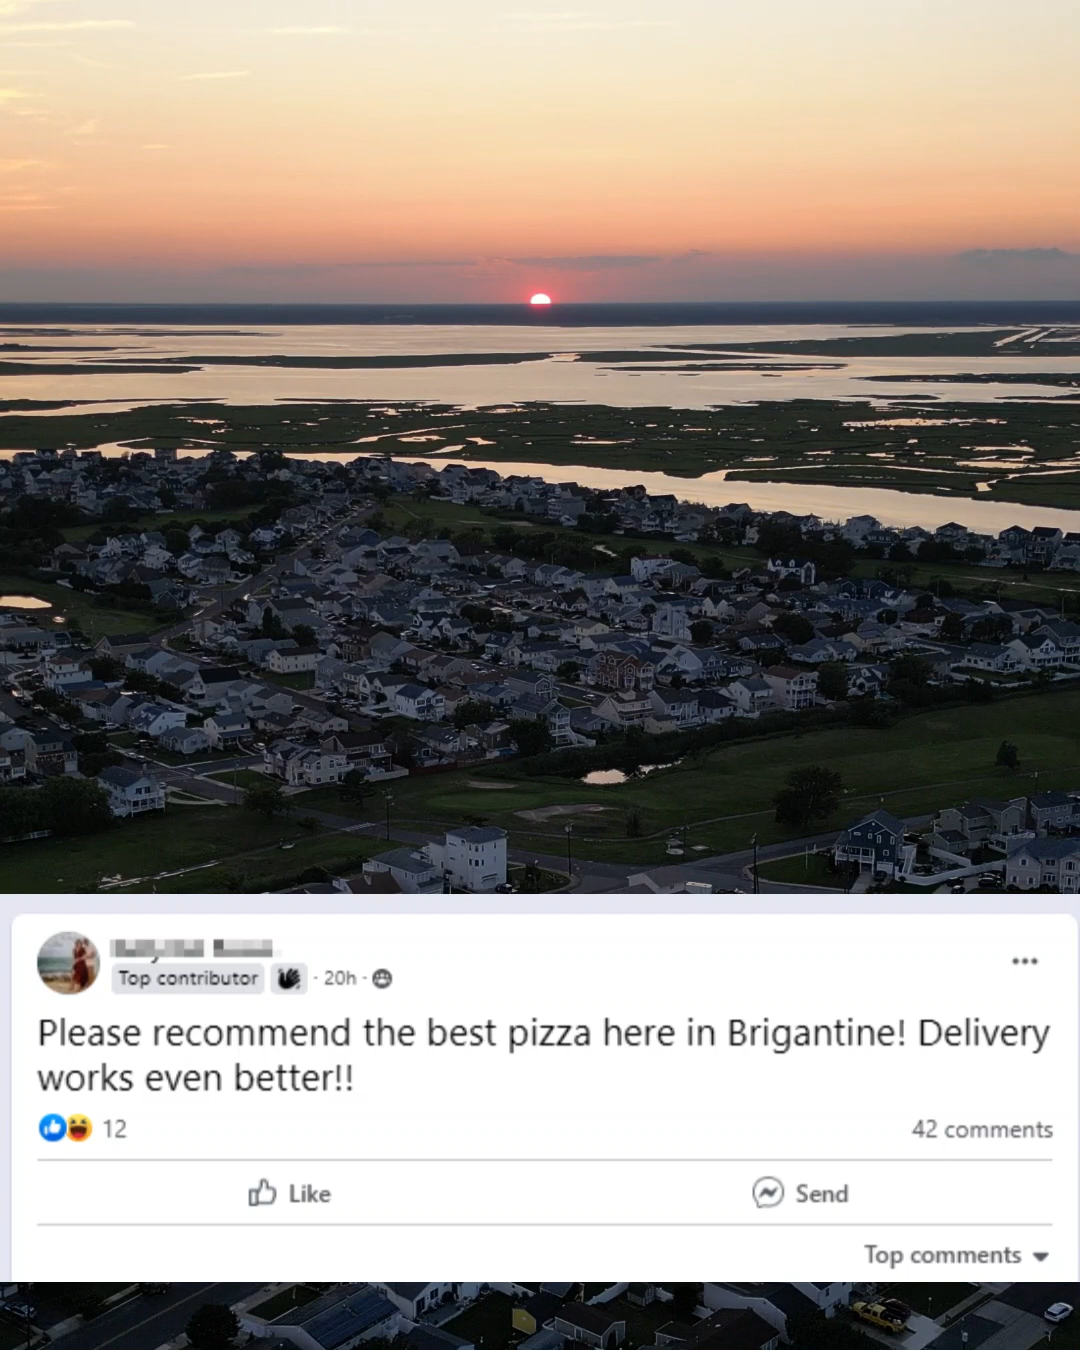 Top contributor · 20h ·
Please recommend the best pizza here in Brigantine! Delivery
works even better!!
12 42 comments
Like Send
Top comments